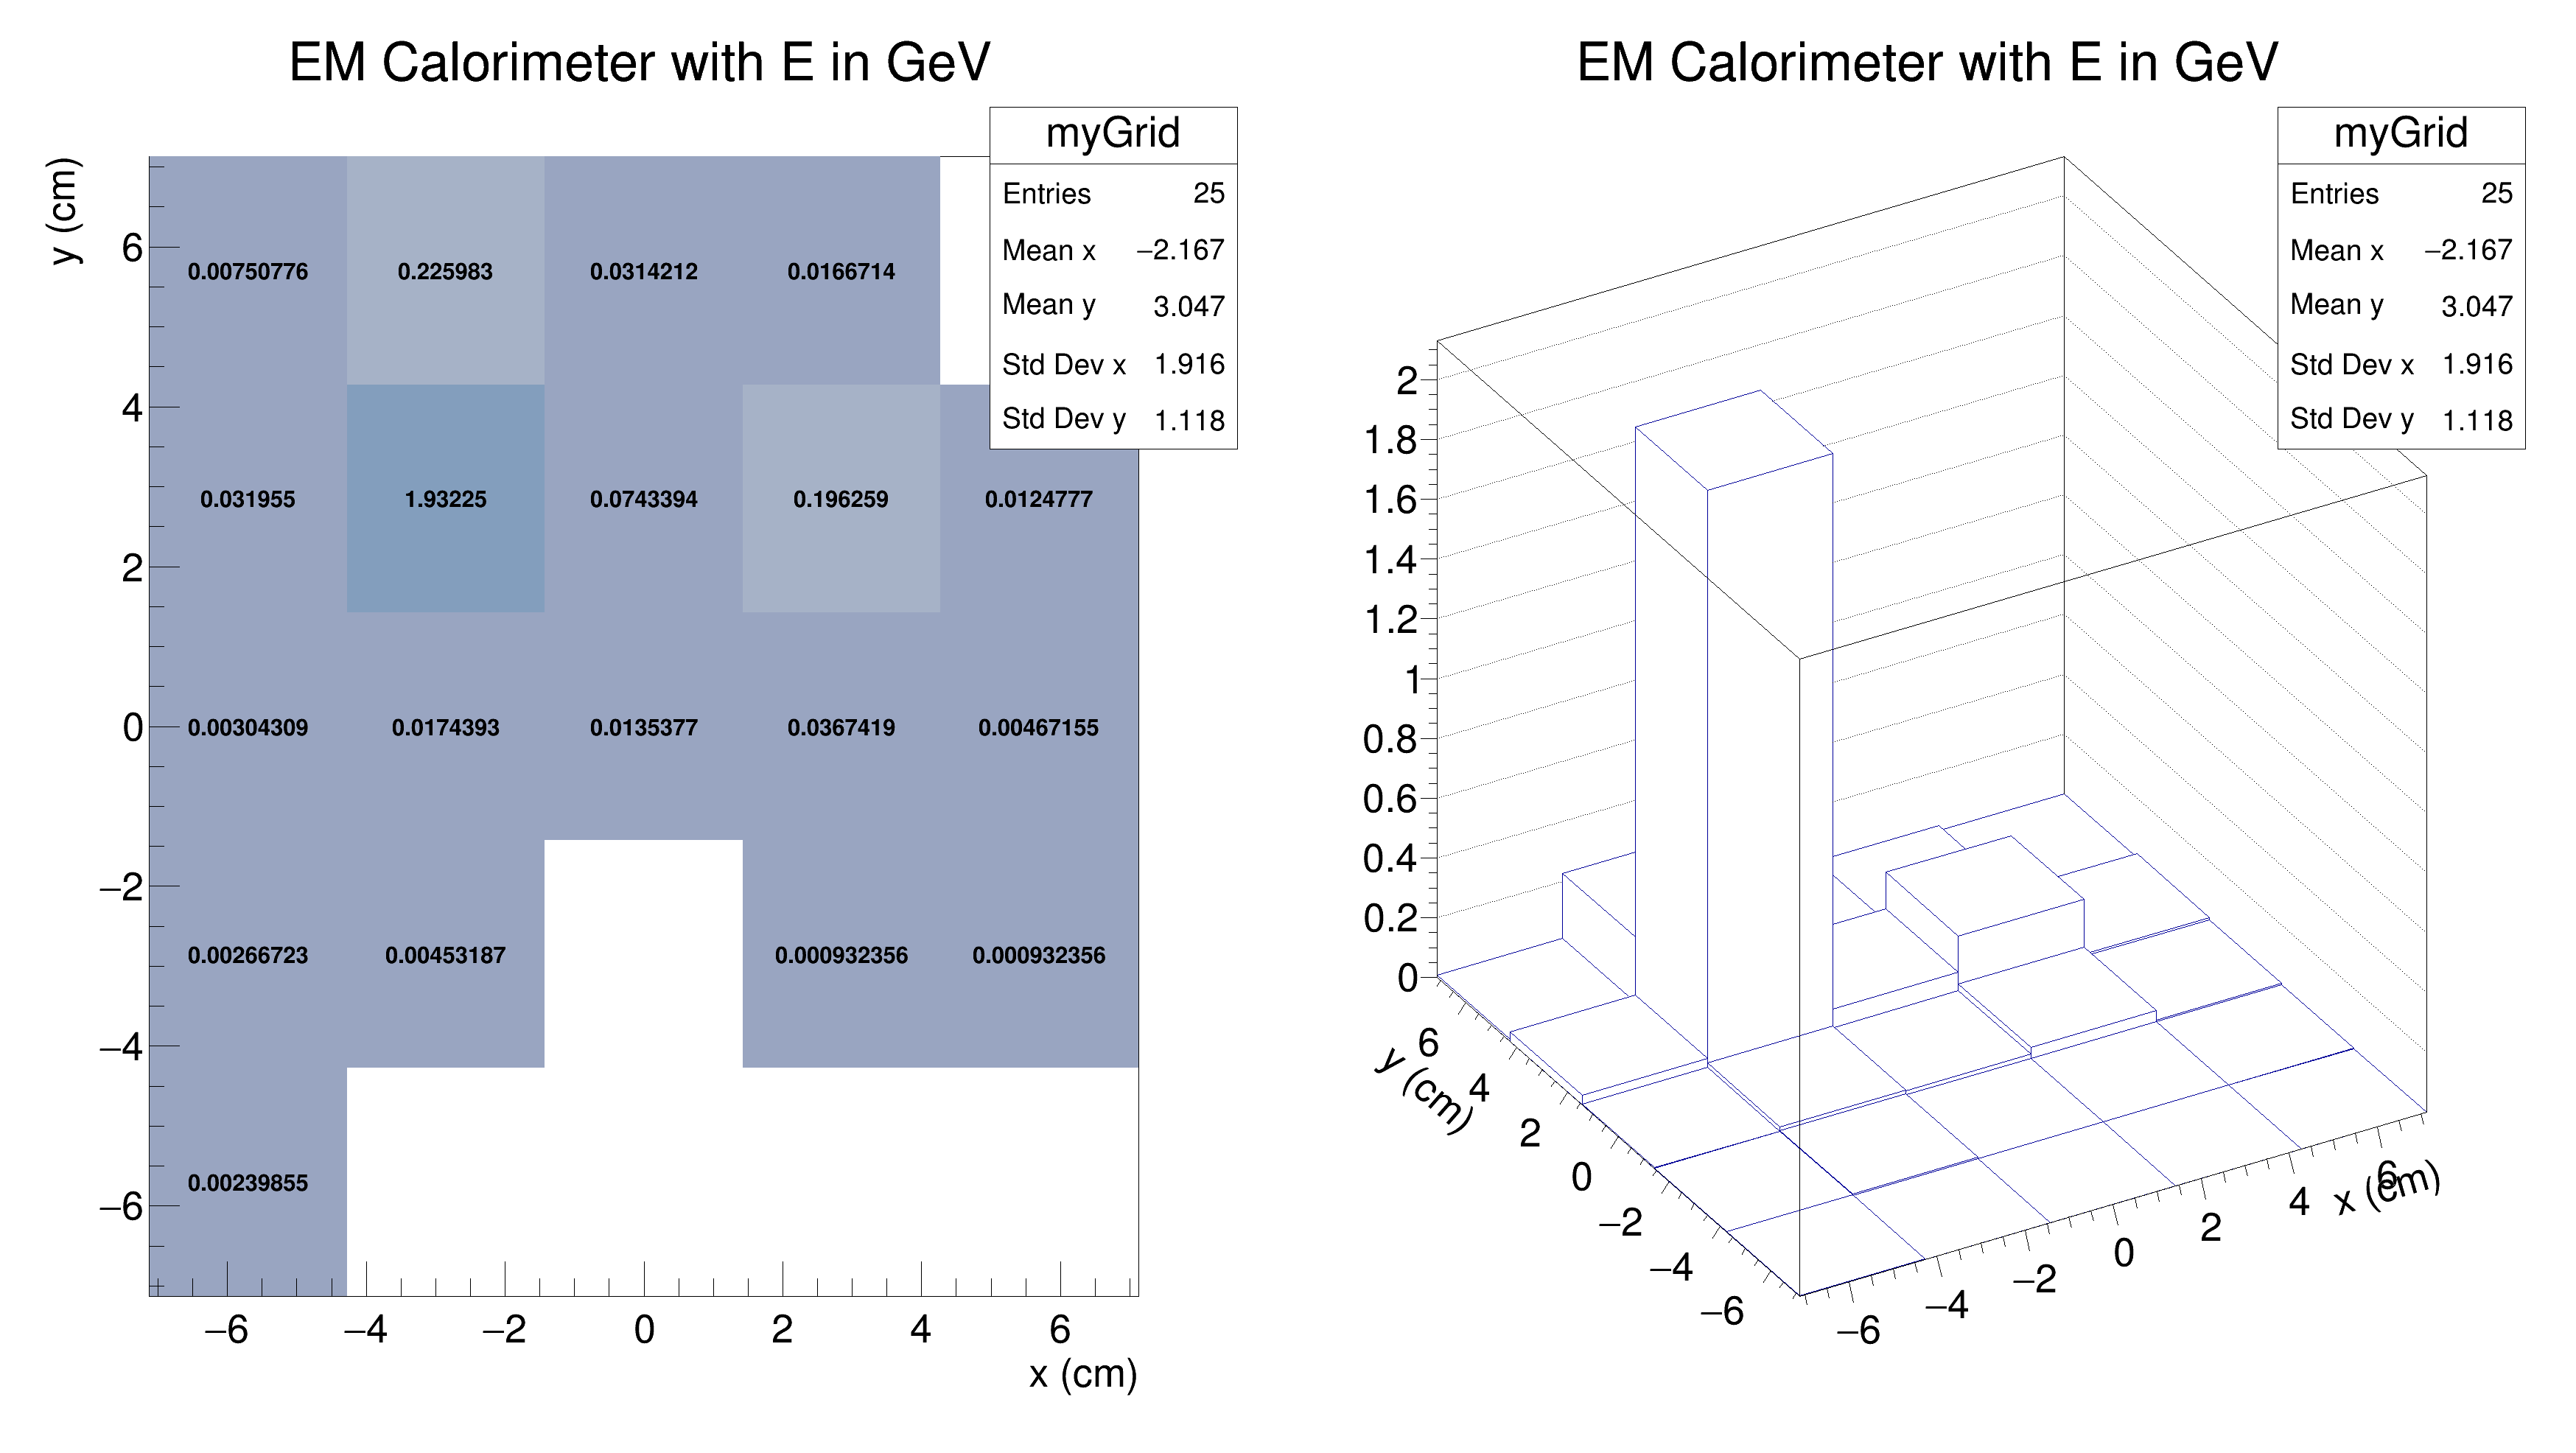 EM Calorimeter with E in GeV
myGrid
Entries 25
Mean x −2.167
Mean y 3.047
Std Dev x 1.916
Std Dev y 1.118
y (cm)
6
4
2
0
−2
−4
−6
0.00750776 0.225983 0.0314212 0.0166714
0.031955 1.93225 0.0743394 0.196259 0.0124777
0.00304309 0.0174393 0.0135377 0.0367419 0.00467155
0.00266723 0.00453187 0.000932356 0.000932356
0.00239855
−6 −4 −2 0 2 4 6
x (cm)
EM Calorimeter with E in GeV
myGrid
Entries 25
Mean x −2.167
Mean y 3.047
Std Dev x 1.916
Std Dev y 1.118
2
1.8
1.6
1.4
1.2
1
0.8
0.6
0.4
0.2
0
y (cm)
6
4
2
0
−2
−4
−6
−6 −4 −2 0 2 4 6
x (cm)